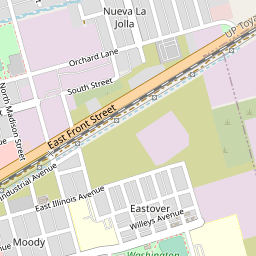 Nueva La
Jolla
UP Toya
Orchard Lane
South Street
North Madison Street
East Front Street
Industrial Avenue
East Illinois Avenue
Eastover
Willeys Avenue
Moody
Washington